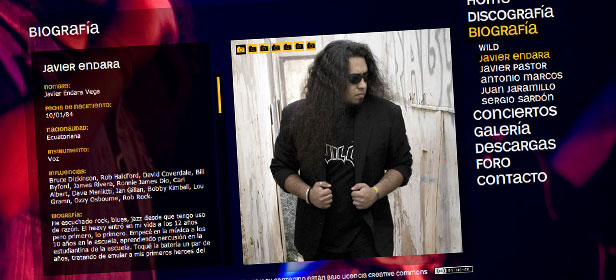 BIOGRAFÍA
JAVIER ENDARA
NOMBRE:
Javier Endara Vega
FECHA DE NACIMIENTO:
10/01/84
NACIONALIDAD:
Ecuatoriana
INSTRUMENTO:
Voz
INFLUENCIAS:
Bruce Dickinson, Rob Halford, David Coverdale, Bill
Byford, James Rivera, Ronnie James Dio, Carl
Albert, Dave Meniketti, Ian Gillan, Bobby Kimball, Lou
Gramn, Ozzy Osbourne, Rob Rock.
BIOGRAFÍA:
He escuchado rock, blues, jazz desde que tengo uso
de razón. El heavy entró en mi vida a los 12 años
pero primero, lo primero. Empecé en la música a los
10 años en la escuela, aprendiendo percusión en la
estudiantina de la escuela. Toqué la batería un par de
años, tratando de emular a mis primeros heroes del
HOME
DISCOGRAFÍA
BIOGRAFÍA
WILD
JAVIER ENDARA
JAVIER PASTOR
ANTONIO MARCOS
JUAN JARAMILLO
SERGIO SARDÓN
CONCIERTOS
GALERÍA
DESCARGAS
FORO
CONTACTO
CONTENIDO ESTÁN BAJO LICENCIA CREATIVE COMMONS